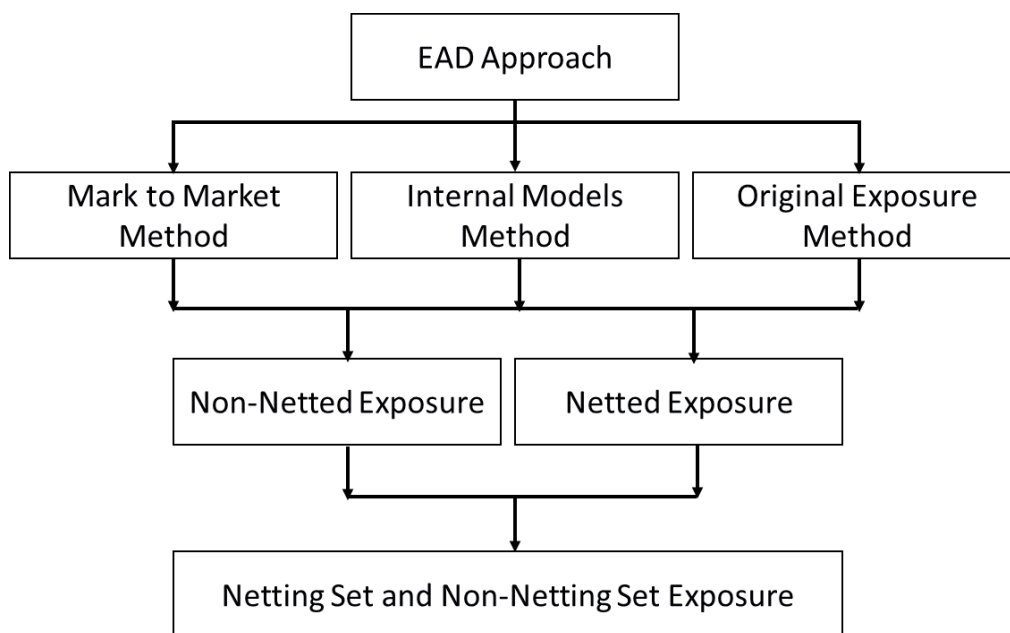 EAD Approach
Mark to Market
Method
Internal Models
Method
Original Exposure
Method
Non-Netted Exposure
Netted Exposure
Netting Set and Non-Netting Set Exposure